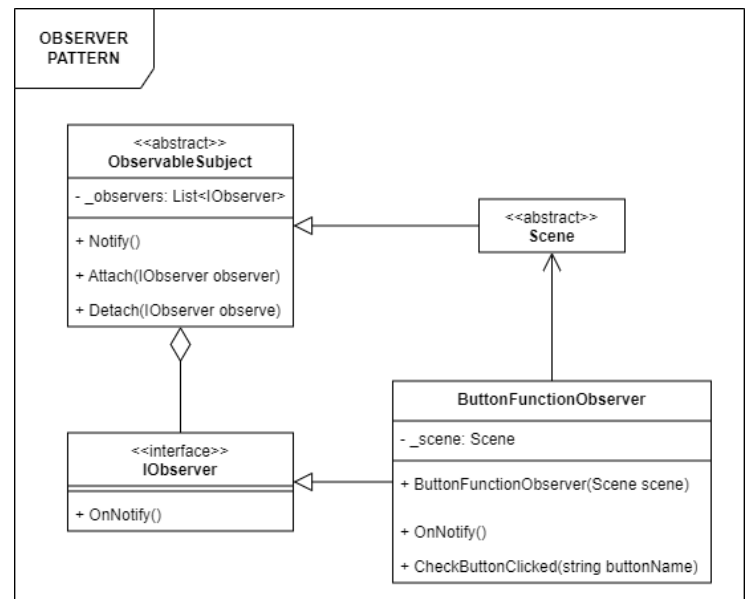 OBSERVER
PATTERN
<<abstract>>
ObservableSubject
- _observers: List<IObserver>
+ Notify()
+ Attach(IObserver observer)
+ Detach(IObserver observe)
<<abstract>>
Scene
<<interface>>
IObserver
+ OnNotify()
ButtonFunctionObserver
- _scene: Scene
+ ButtonFunctionObserver(Scene scene)
+ OnNotify()
+ CheckButtonClicked(string buttonName)